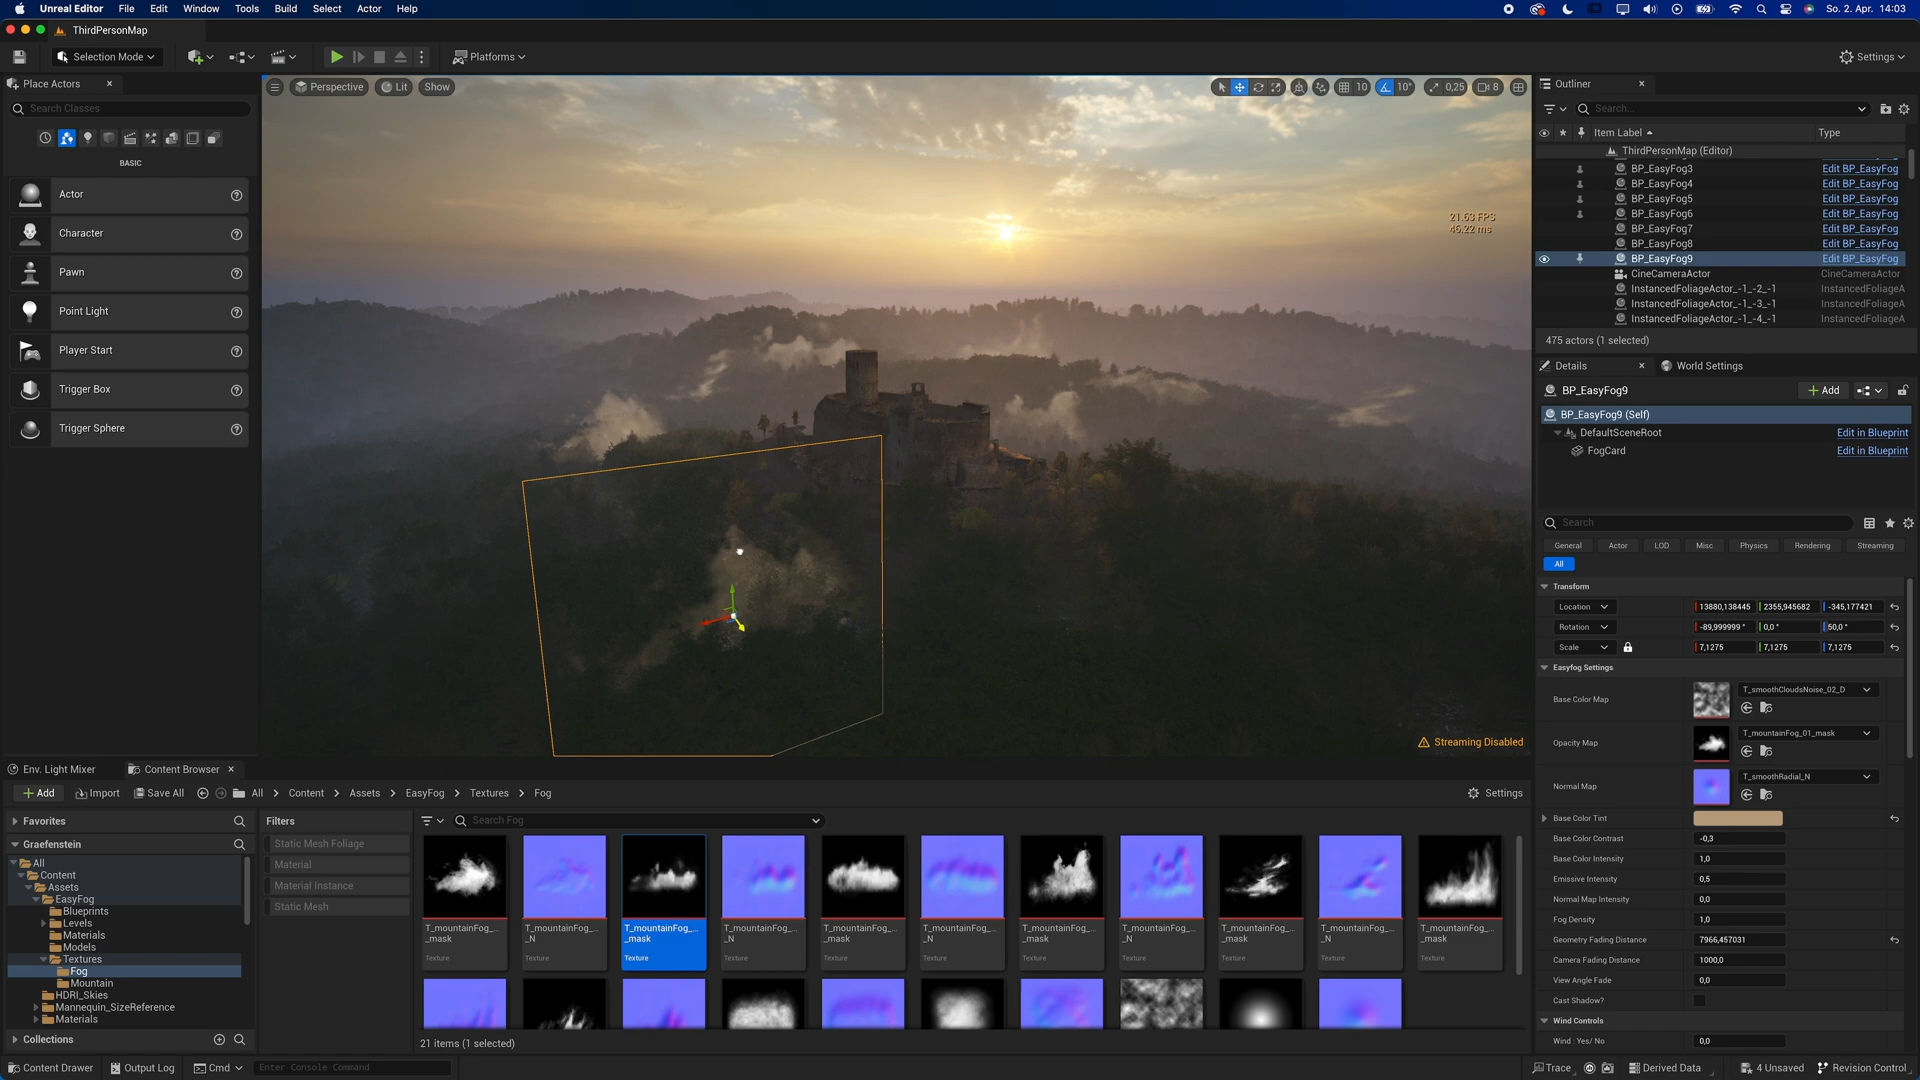 Unreal Editor File Edit Window Tools Build Select Actor Help So. 2. Apr. 14:03
ThirdPersonMap
Selection Mode Platforms Settings
Place Actors
Search Classes
BASIC
Actor
Character
Pawn
Point Light
Player Start
Trigger Box
Trigger Sphere
Perspective Lit Show 10 10° 0,25 8
21.63 FPS
46.22 ms
Streaming Disabled
Outliner
Search...
Item Label Type
ThirdPersonMap (Editor)
BP_EasyFog3 Edit BP_EasyFog
BP_EasyFog4 Edit BP_EasyFog
BP_EasyFog5 Edit BP_EasyFog
BP_EasyFog6 Edit BP_EasyFog
BP_EasyFog7 Edit BP_EasyFog
BP_EasyFog8 Edit BP_EasyFog
BP_EasyFog9 Edit BP_EasyFog
CineCameraActor CineCameraActor
InstancedFoliageActor_-1_-2_-1 InstancedFoliageA
InstancedFoliageActor_-1_-3_-1 InstancedFoliageA
InstancedFoliageActor_-1_-4_-1 InstancedFoliageA
475 actors (1 selected)
Details World Settings
BP_EasyFog9 Add
BP_EasyFog9 (Self)
DefaultSceneRoot Edit in Blueprint
FogCard Edit in Blueprint
Search
General Actor LOD Misc Physics Rendering Streaming
All
Transform
Location 13880,138445 2355,945682 -345,177421
Rotation -89,999999 ° 0,0 ° 50,0 °
Scale 7,1275 7,1275 7,1275
Easyfog Settings
Base Color Map T_smoothCloudsNoise_02_D
Opacity Map T_mountainFog_01_mask
Normal Map T_smoothRadial_N
Base Color Tint
Base Color Contrast -0,3
Base Color Intensity 1,0
Emissive Intensity 0,5
Normal Map Intensity 0,0
Fog Density 1,0
Geometry Fading Distance 7966,457031
Camera Fading Distance 1000,0
View Angle Fade 0,0
Cast Shadow?
Wind Controls
Wind : Yes/ No 0,0
Env. Light Mixer Content Browser
Add Import Save All All Content Assets EasyFog Textures Fog Settings
Favorites
Graefenstein
All
Content
Assets
EasyFog
Blueprints
Levels
Materials
Models
Textures
Fog
Mountain
HDRI_Skies
Mannequin_SizeReference
Materials
Collections
Filters
Static Mesh Foliage
Material
Material Instance
Static Mesh
Search Fog
T_mountainFog_... T_mountainFog_... T_mountainFog_... T_mountainFog_... T_mountainFog_... T_mountainFog_... T_mountainFog_... T_mountainFog_... T_mountainFog_... T_mountainFog_... T_mountainFog_...
_mask _N _mask _N _mask _N _mask _N _mask _N _mask
Texture Texture Texture Texture Texture Texture Texture Texture Texture Texture Texture
21 items (1 selected)
Content Drawer Output Log Cmd Enter Console Command Trace Derived Data 4 Unsaved Revision Control